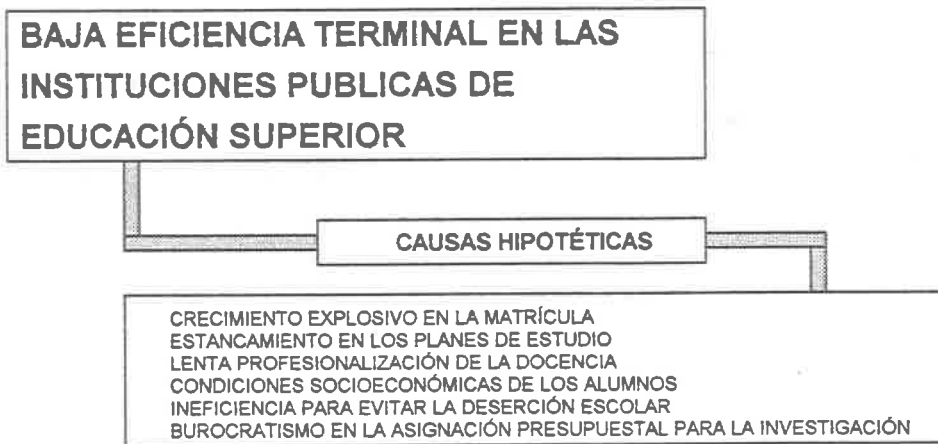 BAJA EFICIENCIA TERMINAL EN LAS
INSTITUCIONES PUBLICAS DE
EDUCACIÓN SUPERIOR
CAUSAS HIPOTÉTICAS
CRECIMIENTO EXPLOSIVO EN LA MATRÍCULA
ESTANCAMIENTO EN LOS PLANES DE ESTUDIO
LENTA PROFESIONALIZACIÓN DE LA DOCENCIA
CONDICIONES SOCIOECONÓMICAS DE LOS ALUMNOS
INEFICIENCIA PARA EVITAR LA DESERCIÓN ESCOLAR
BUROCRATISMO EN LA ASIGNACIÓN PRESUPUESTAL PARA LA INVESTIGACIÓN